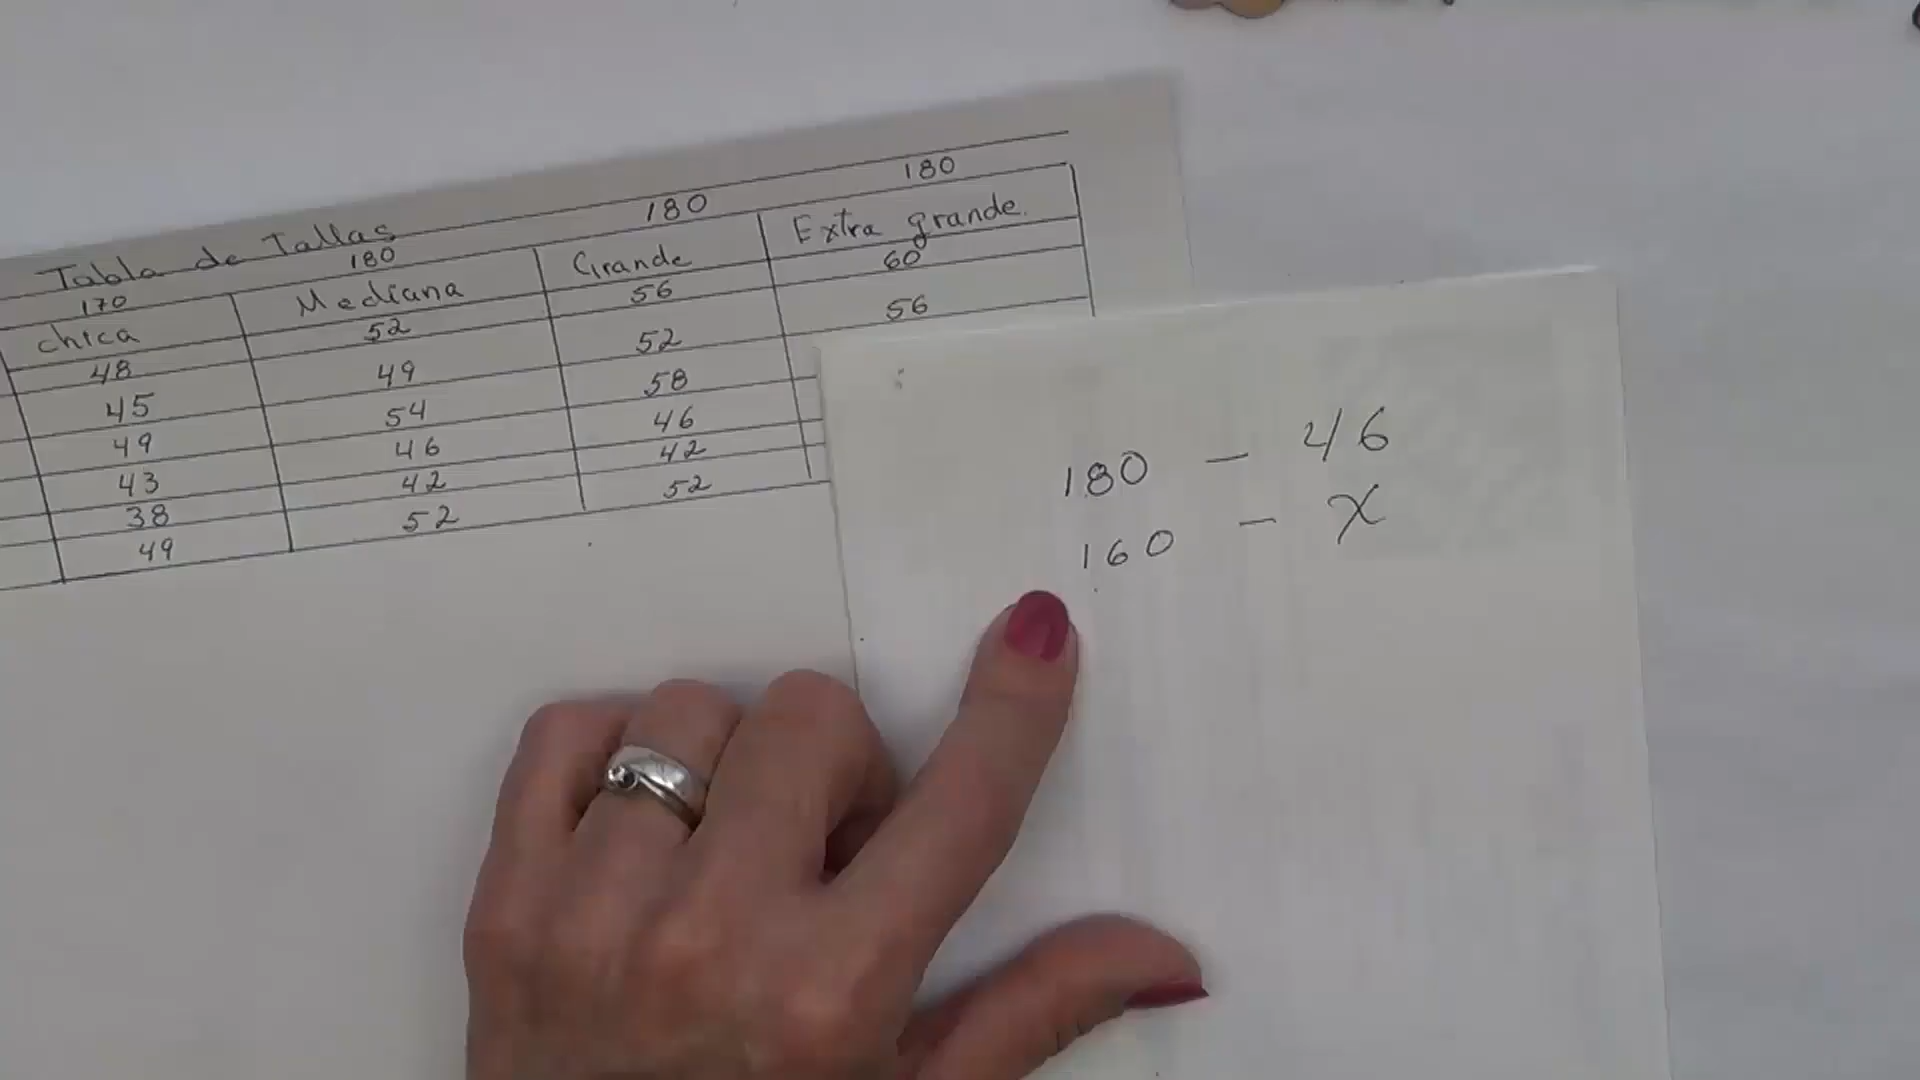 Tabla de Tallas
170 180 180 180
chica Mediana Grande Extra grande.
48 52 56 60
45 49 52 56
49 54 58
43 46 46
38 42 42
49 52 52
180 — 46
160 — x